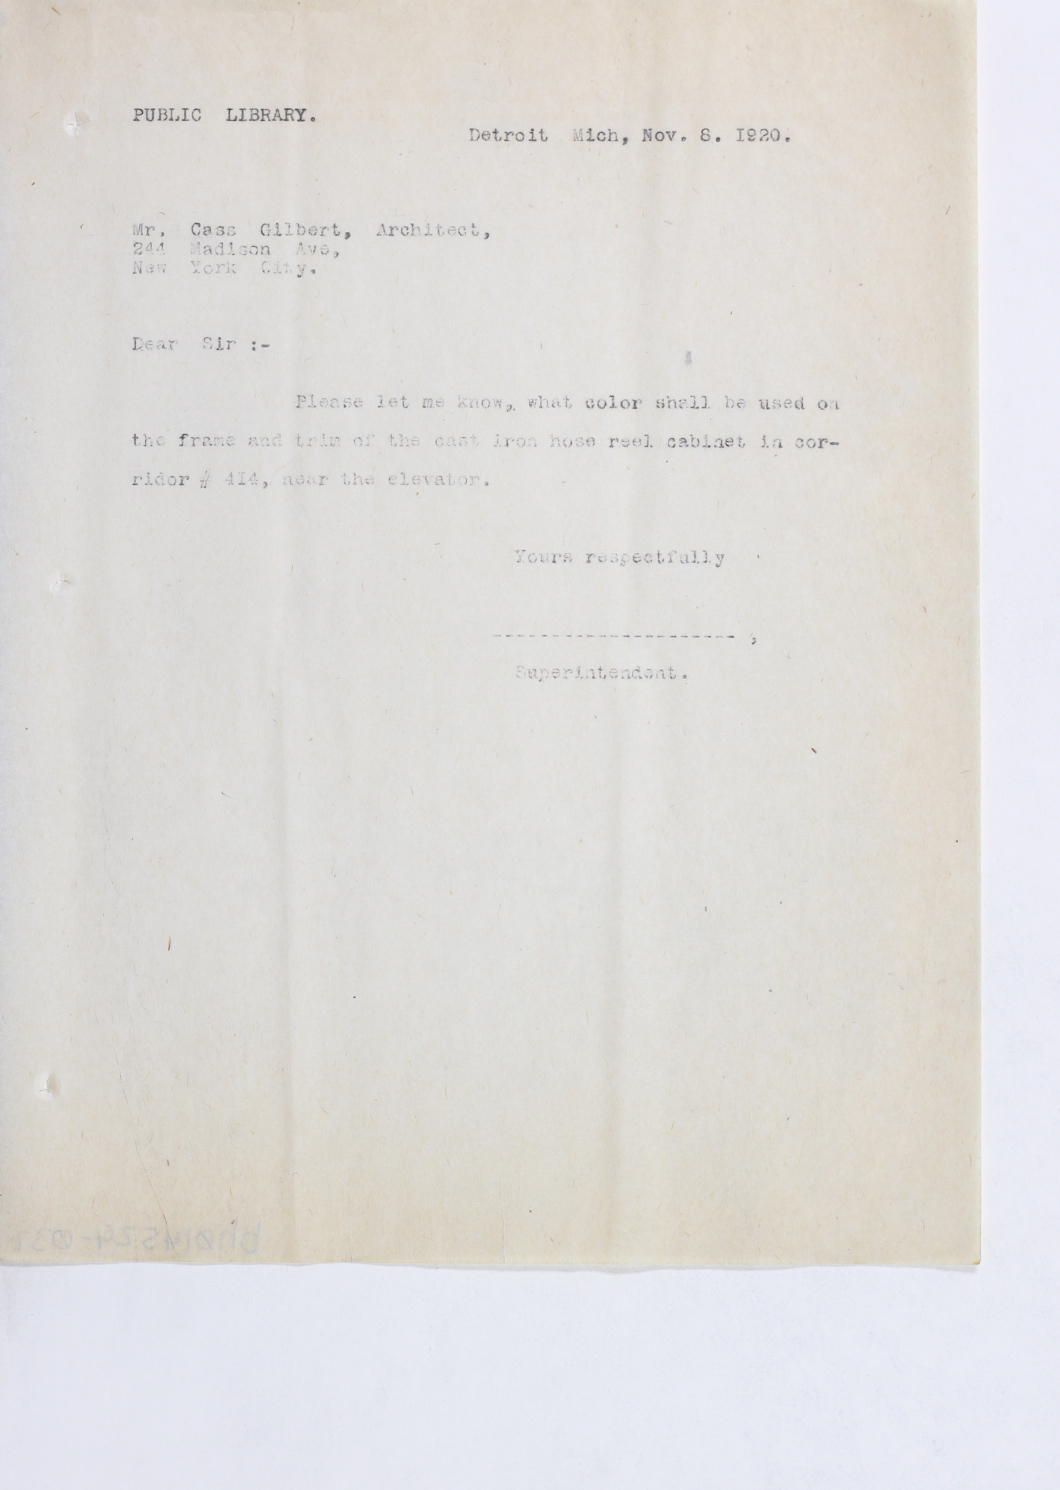 PUBLIC LIBRARY.
Detroit Mich, Nov. 8. I920.
Mr. Cass Gilbert, Architect,
244 Madison Ave,
New York City.
Dear Sir :-
Please let me know, what color shall be used on
the frame and trim of the cast iron hose reel cabinet in cor-
ridor # 4I4, near the elevator.
Yours respectfully
--------------------- ,
Superintendent.